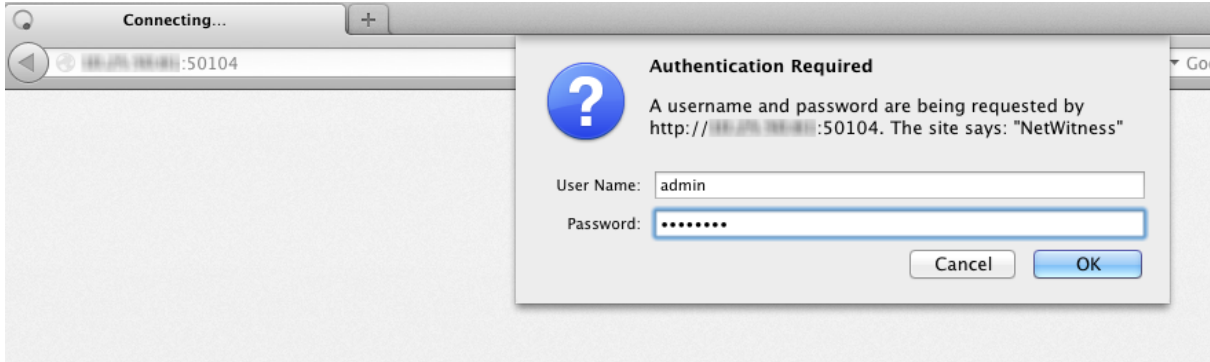 Connecting...
:50104
Authentication Required
A username and password are being requested by
http:// :50104. The site says: "NetWitness"
User Name: admin
Password: ••••••••
Cancel OK